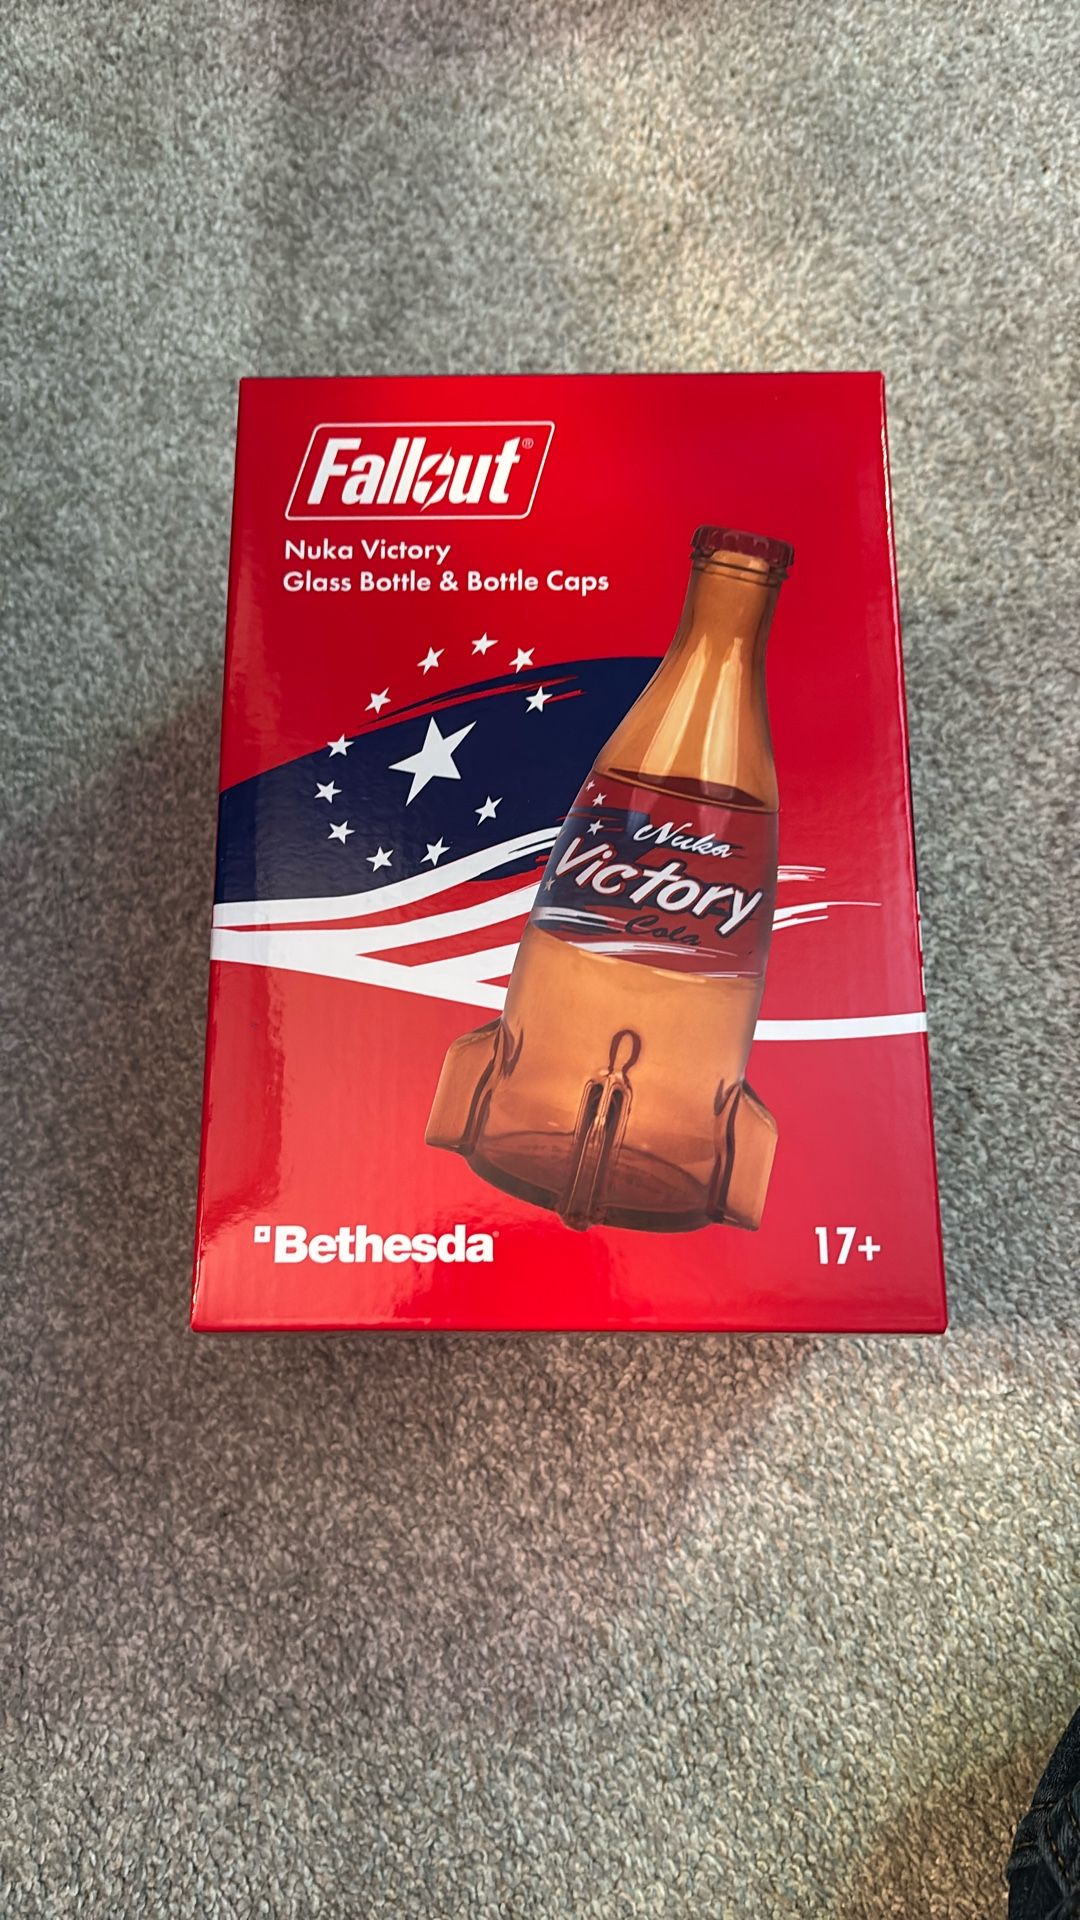 Fallout®
Nuka Victory
Glass Bottle & Bottle Caps
Nuka
Victory
Cola
Bethesda
17+